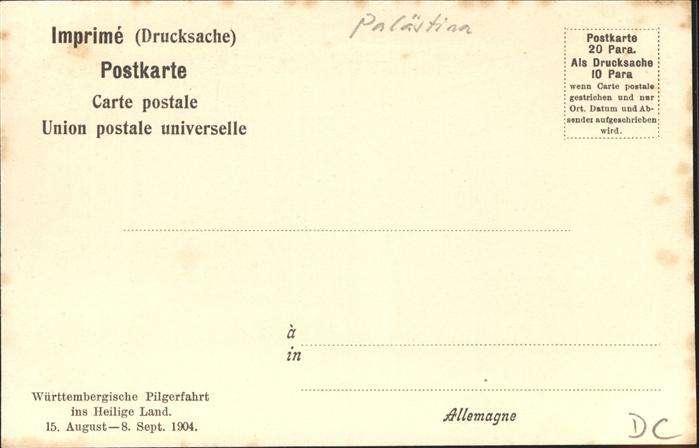 Imprimé (Drucksache)
Postkarte
Carte postale
Union postale universelle
Palästina
Postkarte
20 Para.
Als Drucksache
10 Para
wenn Carte postale
gestrichen und nur
Ort, Datum und Ab-
sender aufgeschrieben
wird.
à
in
Allemagne
Württembergische Pilgerfahrt
ins Heilige Land.
15. August—8. Sept. 1904.
DC